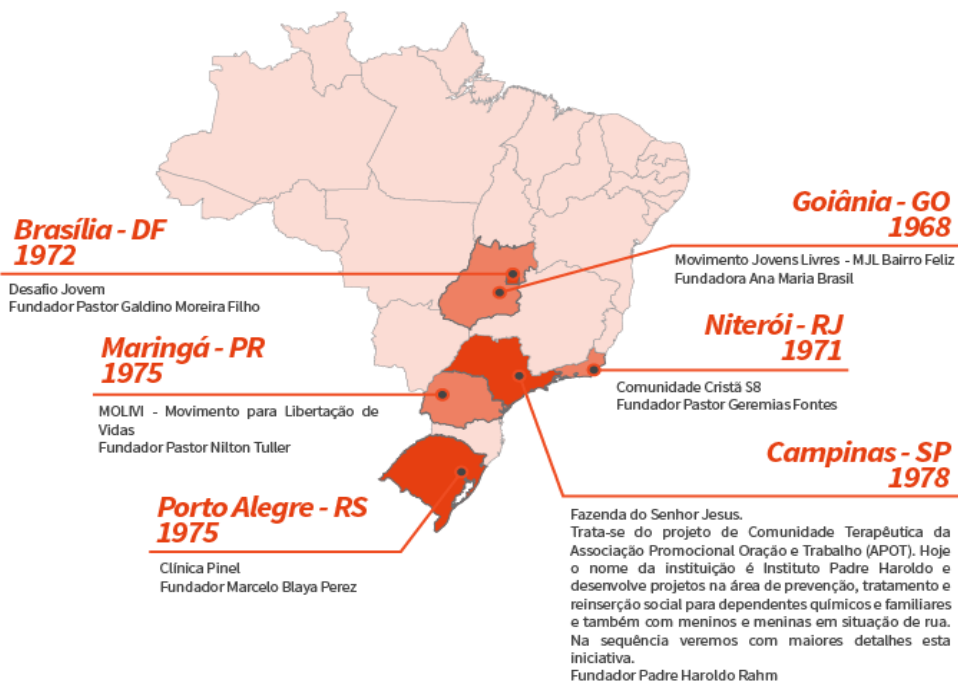 Goiânia - GO
1968
Movimento Jovens Livres - MJL Bairro Feliz
Fundadora Ana Maria Brasil
Brasília - DF
1972
Desafio Jovem
Fundador Pastor Galdino Moreira Filho
Niterói - RJ
1971
Comunidade Cristã S8
Fundador Pastor Geremias Fontes
Maringá - PR
1975
MOLIVI - Movimento para Libertação de
Vidas
Fundador Pastor Nilton Tuller
Campinas - SP
1978
Fazenda do Senhor Jesus.
Trata-se do projeto de Comunidade Terapêutica da
Associação Promocional Oração e Trabalho (APOT). Hoje
o nome da instituição é Instituto Padre Haroldo e
desenvolve projetos na área de prevenção, tratamento e
reinserção social para dependentes químicos e familiares
e também com meninos e meninas em situação de rua.
Na sequência veremos com maiores detalhes esta
iniciativa.
Fundador Padre Haroldo Rahm
Porto Alegre - RS
1975
Clínica Pinel
Fundador Marcelo Blaya Perez